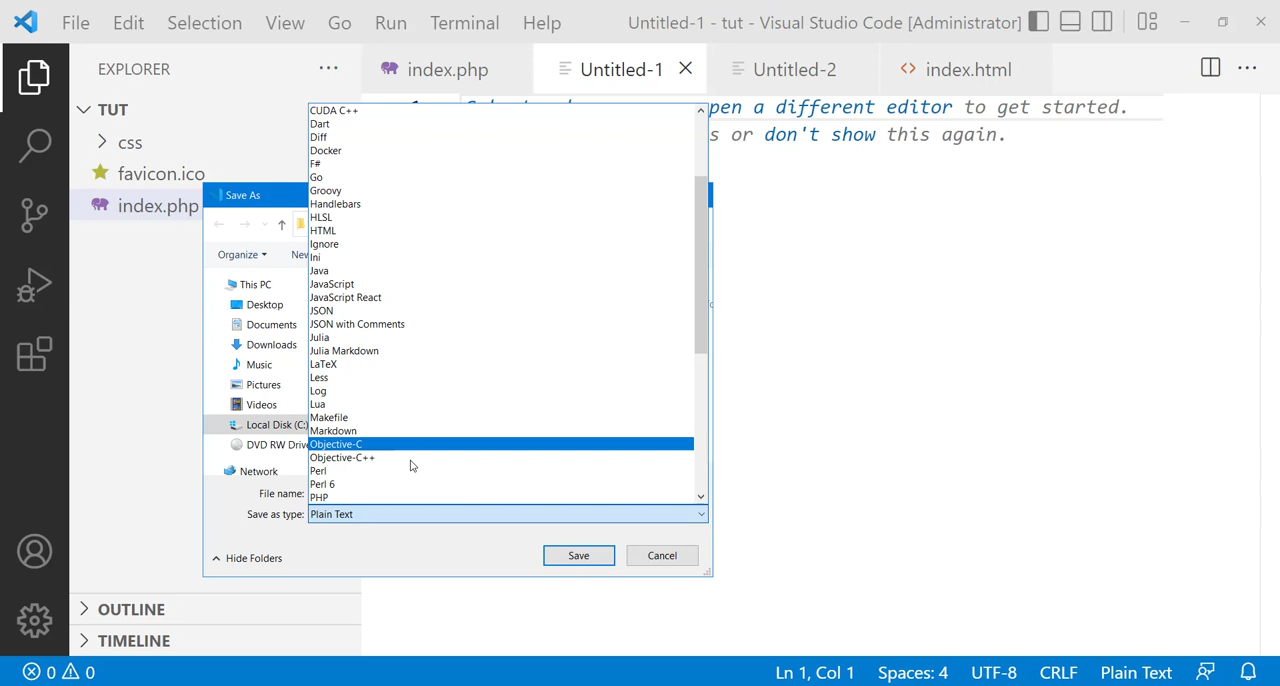 File Edit Selection View Go Run Terminal Help Untitled-1 - tut - Visual Studio Code [Administrator]
EXPLORER
index.php Untitled-1 Untitled-2 index.html
TUT
css
favicon.ico
index.php
1
pen a different editor to get started.
s or don't show this again.
Save As
Organize
New
This PC
Desktop
Documents
Downloads
Music
Pictures
Videos
Local Disk (C:)
DVD RW Drive
Network
CUDA C++
Dart
Diff
Docker
F#
Go
Groovy
Handlebars
HLSL
HTML
Ignore
Ini
Java
JavaScript
JavaScript React
JSON
JSON with Comments
Julia
Julia Markdown
LaTeX
Less
Log
Lua
Makefile
Markdown
Objective-C
Objective-C++
Perl
Perl 6
PHP
File name:
Save as type: Plain Text
Hide Folders
Save Cancel
OUTLINE
TIMELINE
0 0 Ln 1, Col 1 Spaces: 4 UTF-8 CRLF Plain Text